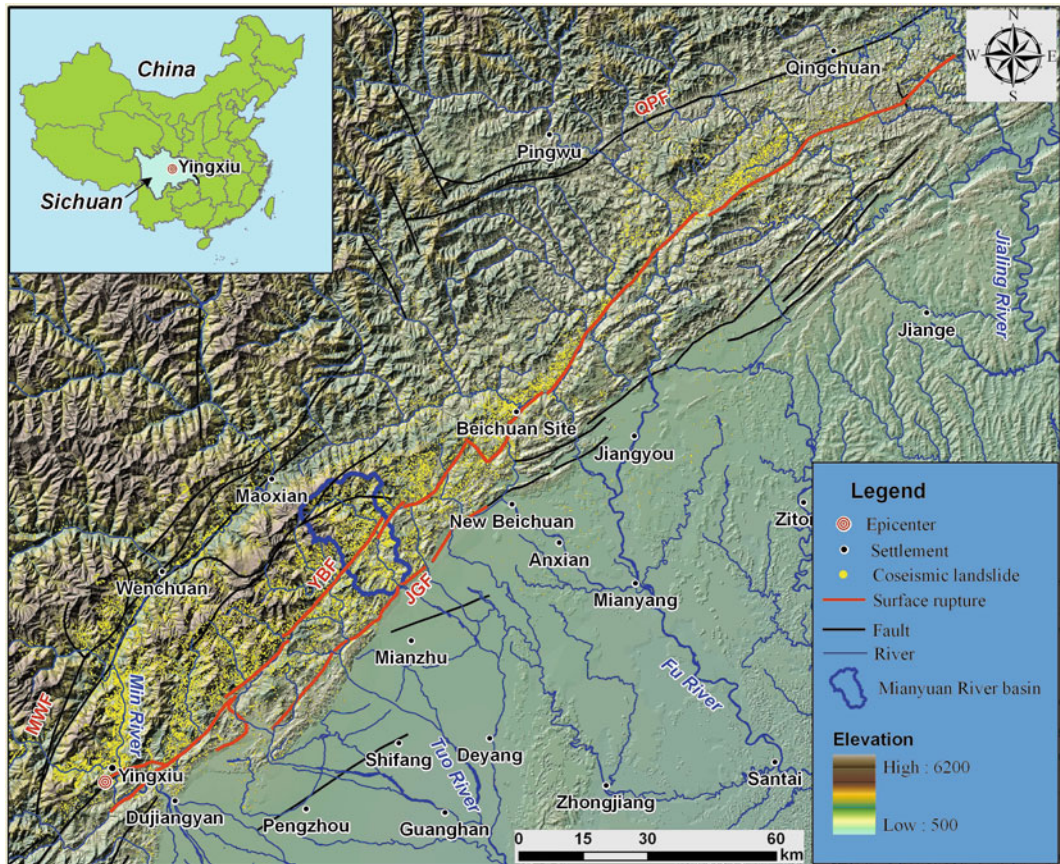 China
Yingxiu
Sichuan
N
W
E
S
Qingchuan
QPF
Pingwu
Jialing River
Jiange
Beichuan Site
Jiangyou
Maoxian
New Beichuan
Anxian
Wenchuan
YBF
JGF
Mianyang
Mianzhu
MWF
Min River
Fu River
Shifang
Tuo River
Deyang
Yingxiu
Santai
Zhongjiang
Dujiangyan
Pengzhou
Guanghan
0 15 30 60
km
Legend
Epicenter
Settlement
Coseismic landslide
Surface rupture
Fault
River
Mianyuan River basin
Elevation
High : 6200
Low : 500